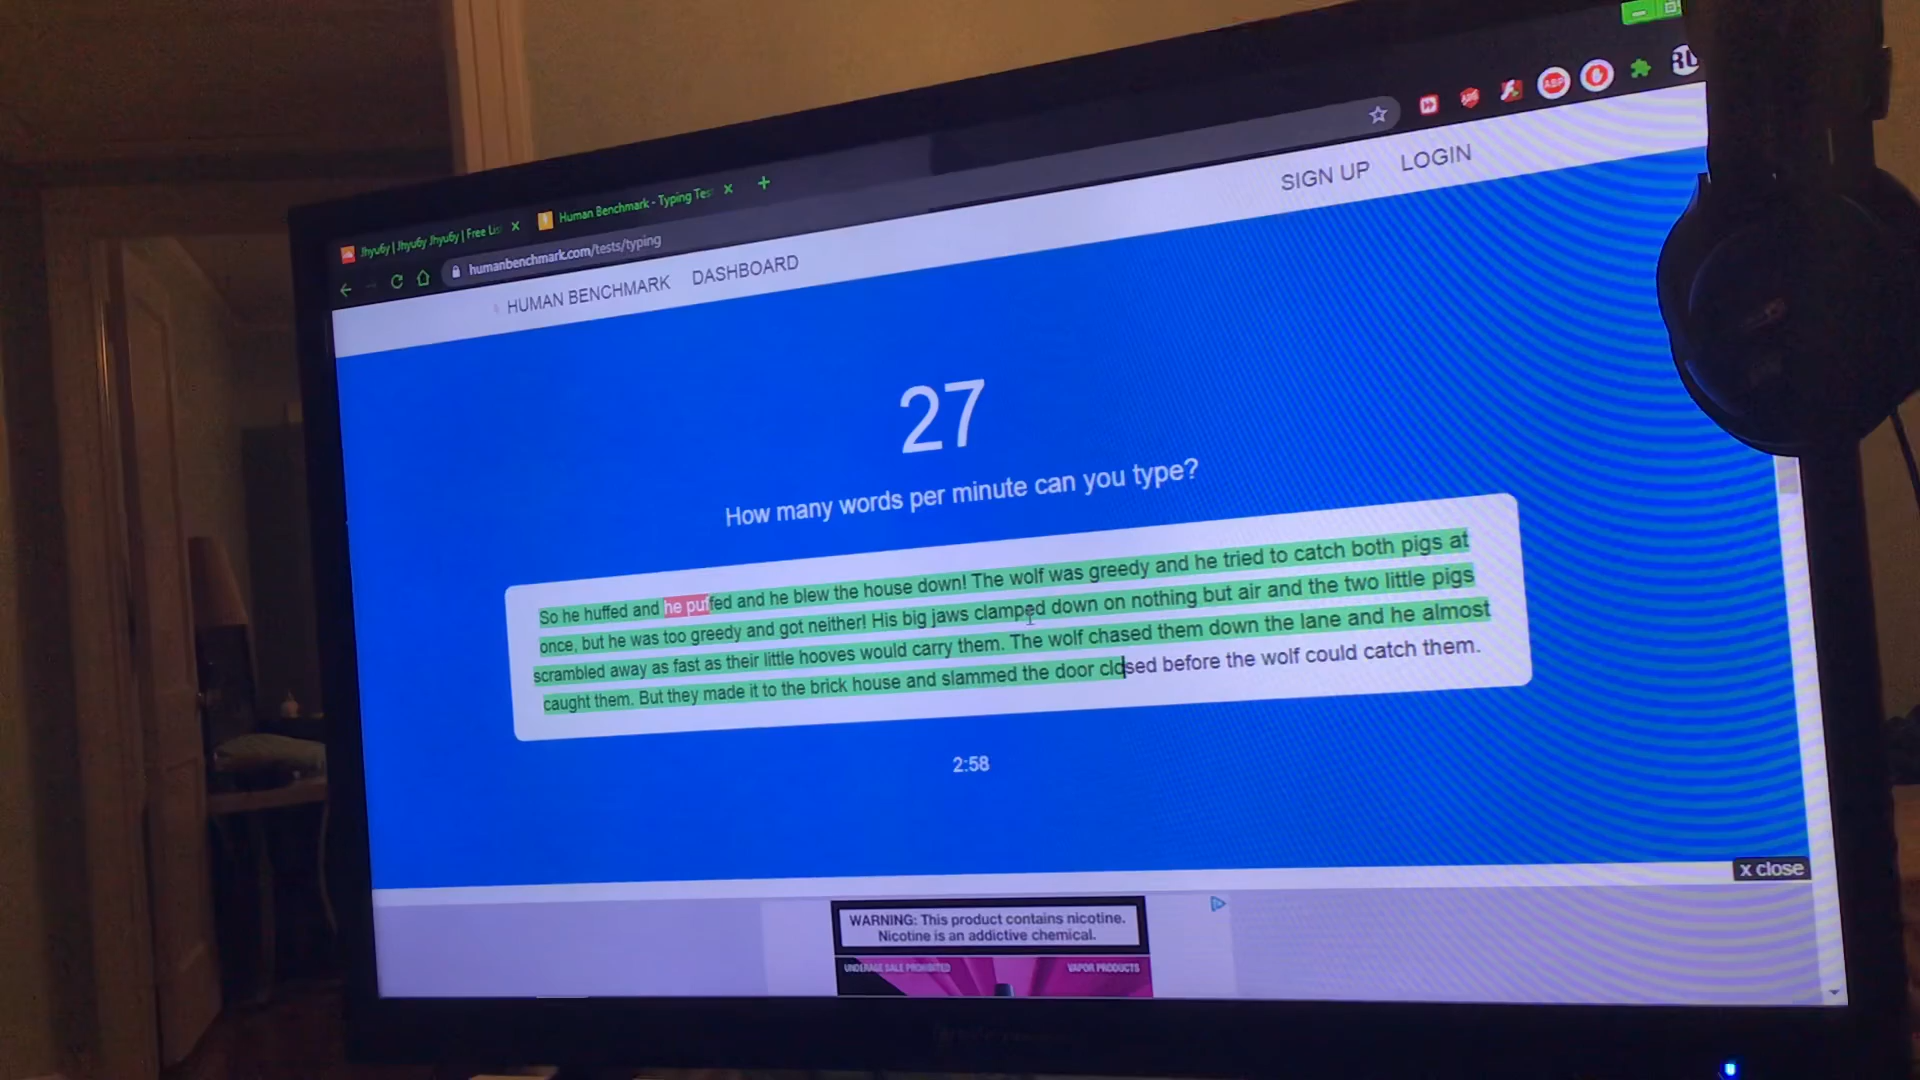 Jhyu6y | Jhyu6y Jhyu6y | Free Lis
Human Benchmark - Typing Tes
humanbenchmark.com/tests/typing
ABP
HUMAN BENCHMARK DASHBOARD SIGN UP LOGIN
27
How many words per minute can you type?
So he huffed and he puffed and he blew the house down! The wolf was greedy and he tried to catch both pigs at
once, but he was too greedy and got neither! His big jaws clamped down on nothing but air and the two little pigs
scrambled away as fast as their little hooves would carry them. The wolf chased them down the lane and he almost
caught them. But they made it to the brick house and slammed the door closed before the wolf could catch them.
2:58
x close
WARNING: This product contains nicotine.
Nicotine is an addictive chemical.
UNDERAGE SALE PROHIBITED VAPOR PRODUCTS